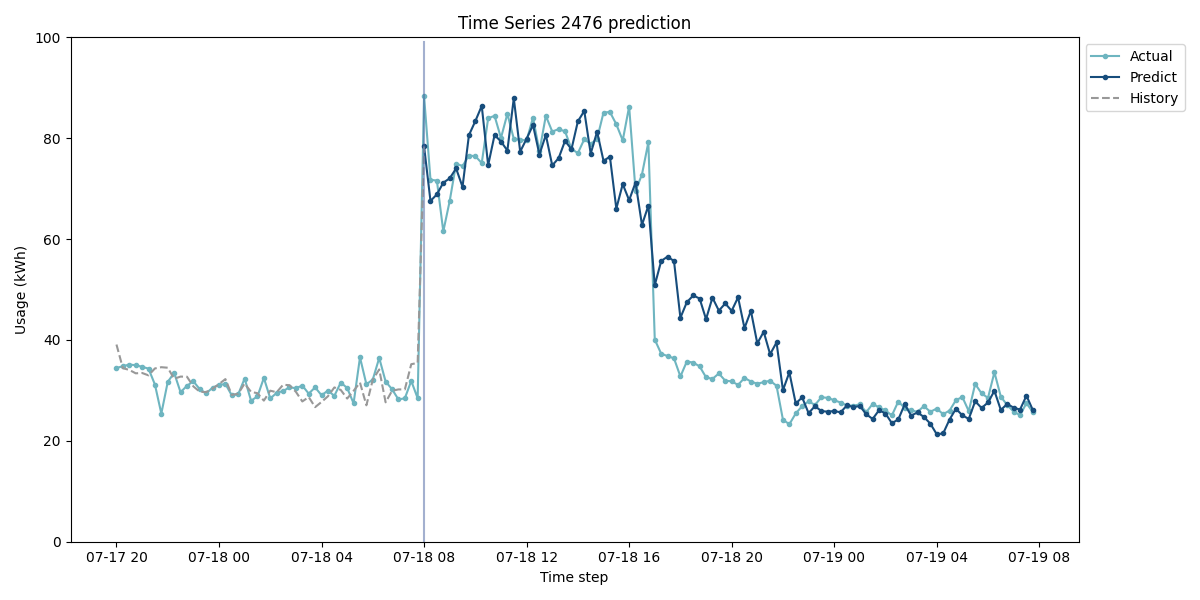 Time Series 2476 prediction
100
80
60
40
20
0
Usage (kWh)
07-17 20
07-18 00
07-18 04
07-18 08
07-18 12
07-18 16
07-18 20
07-19 00
07-19 04
07-19 08
Time step
Actual
Predict
History